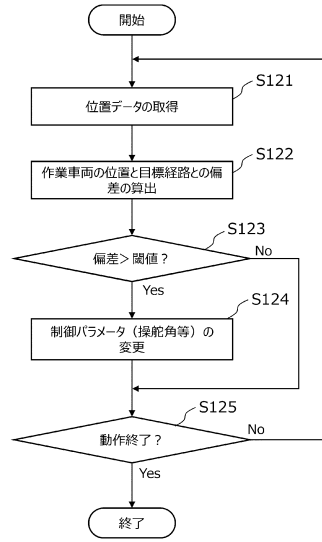 開始
S121
位置データの取得
S122
作業車両の位置と目標経路との偏
差の算出
S123
偏差＞閾値？
No
Yes
S124
制御パラメータ（操舵角等）の
変更
S125
動作終了？
No
Yes
終了